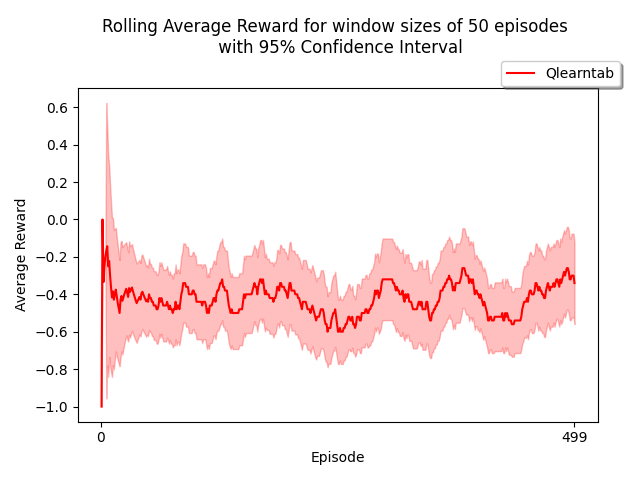 Rolling Average Reward for window sizes of 50 episodes
with 95% Confidence Interval
Qlearntab
0.6
0.4
0.2
0.0
−0.2
−0.4
−0.6
−0.8
−1.0
Average Reward
0
499
Episode